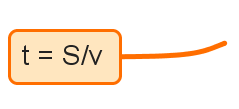 t = S/v